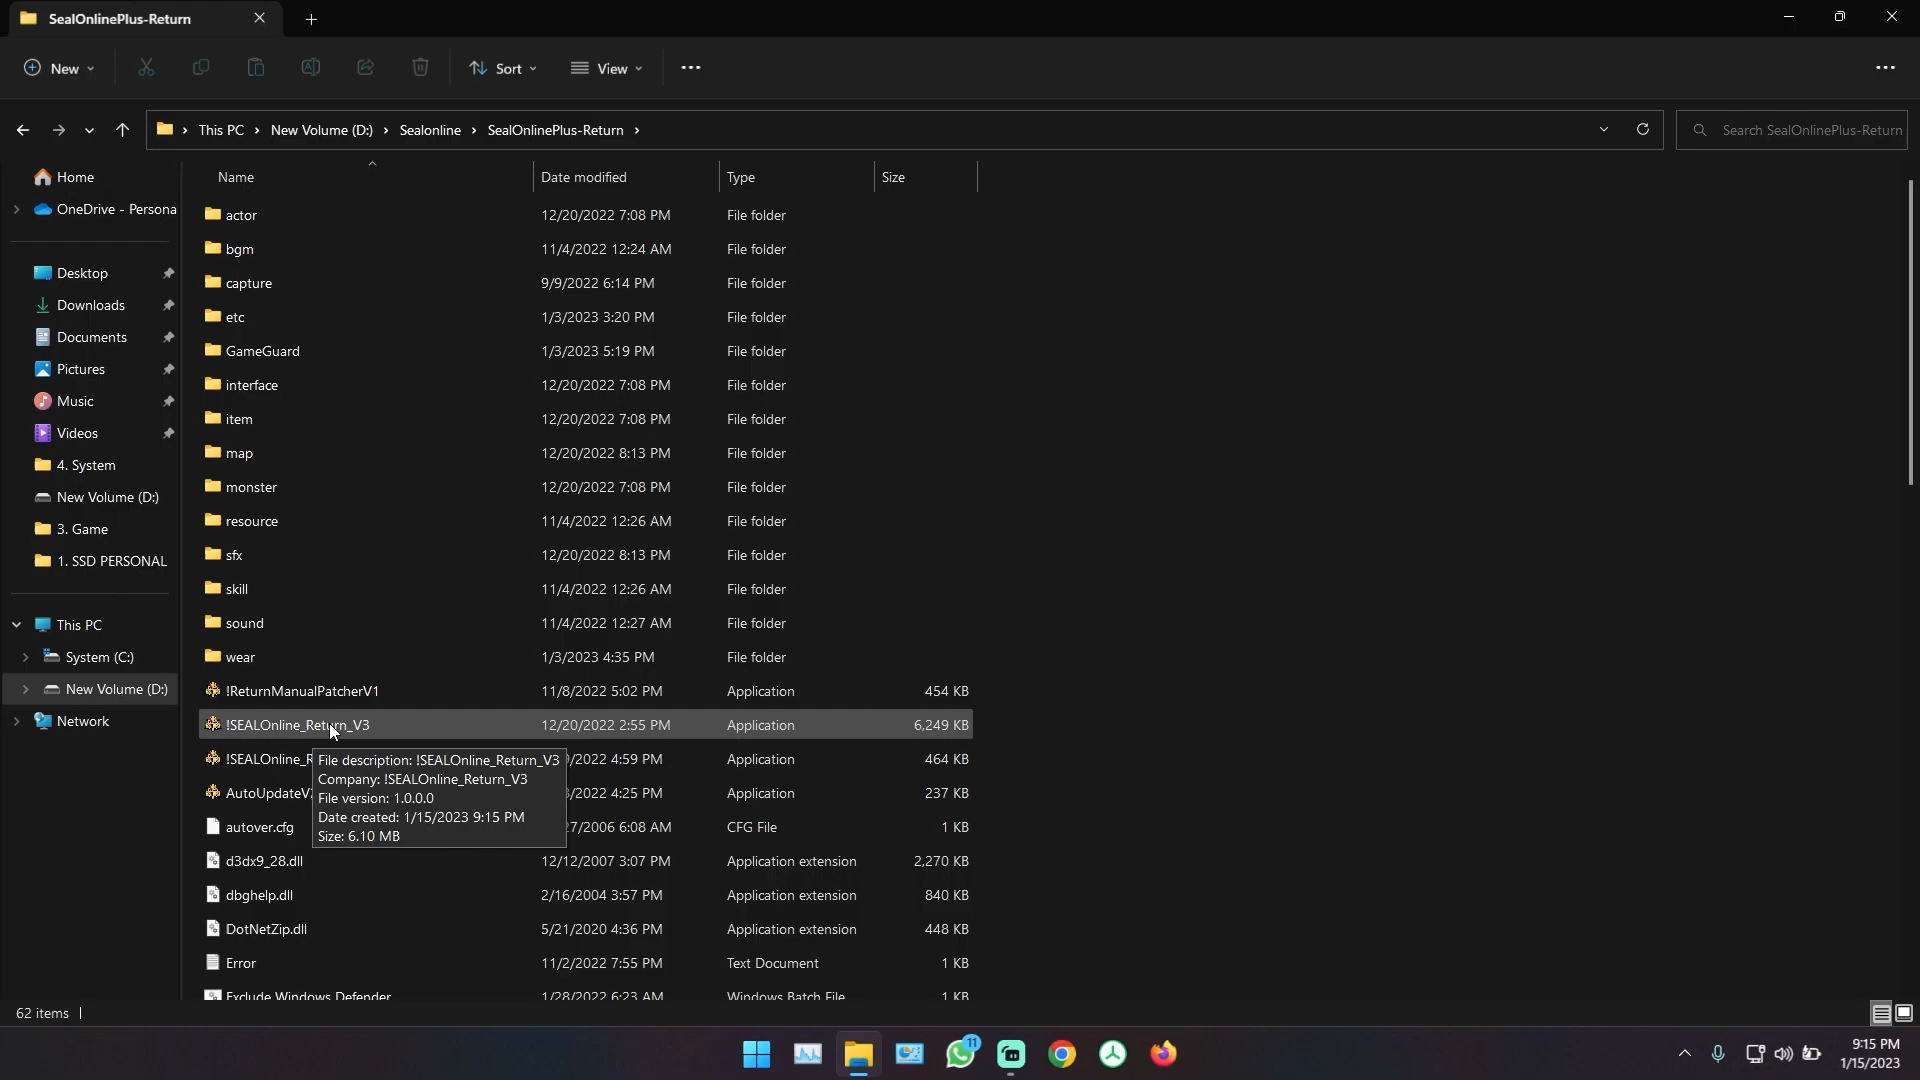 SealOnlinePlus-Return
New
Sort
View
This PC
New Volume (D:)
Sealonline
SealOnlinePlus-Return
Search SealOnlinePlus-Return
Name
Date modified
Type
Size
Home
OneDrive - Persona
Desktop
Downloads
Documents
Pictures
Music
Videos
4. System
New Volume (D:)
3. Game
1. SSD PERSONAL
This PC
System (C:)
New Volume (D:)
Network
actor 12/20/2022 7:08 PM File folder
bgm 11/4/2022 12:24 AM File folder
capture 9/9/2022 6:14 PM File folder
etc 1/3/2023 3:20 PM File folder
GameGuard 1/3/2023 5:19 PM File folder
interface 12/20/2022 7:08 PM File folder
item 12/20/2022 7:08 PM File folder
map 12/20/2022 8:13 PM File folder
monster 12/20/2022 7:08 PM File folder
resource 11/4/2022 12:26 AM File folder
sfx 12/20/2022 8:13 PM File folder
skill 11/4/2022 12:26 AM File folder
sound 11/4/2022 12:27 AM File folder
wear 1/3/2023 4:35 PM File folder
!ReturnManualPatcherV1 11/8/2022 5:02 PM Application 454 KB
!SEALOnline_Return_V3 12/20/2022 2:55 PM Application 6,249 KB
!SEALOnline_R /2022 4:59 PM Application 464 KB
AutoUpdateV /2022 4:25 PM Application 237 KB
autover.cfg 27/2006 6:08 AM CFG File 1 KB
d3dx9_28.dll 12/12/2007 3:07 PM Application extension 2,270 KB
dbghelp.dll 2/16/2004 3:57 PM Application extension 840 KB
DotNetZip.dll 5/21/2020 4:36 PM Application extension 448 KB
Error 11/2/2022 7:55 PM Text Document 1 KB
Exclude Windows Defender 1/28/2022 6:23 AM Windows Batch File 1 KB
File description: !SEALOnline_Return_V3
Company: !SEALOnline_Return_V3
File version: 1.0.0.0
Date created: 1/15/2023 9:15 PM
Size: 6.10 MB
62 items
11
9:15 PM
1/15/2023